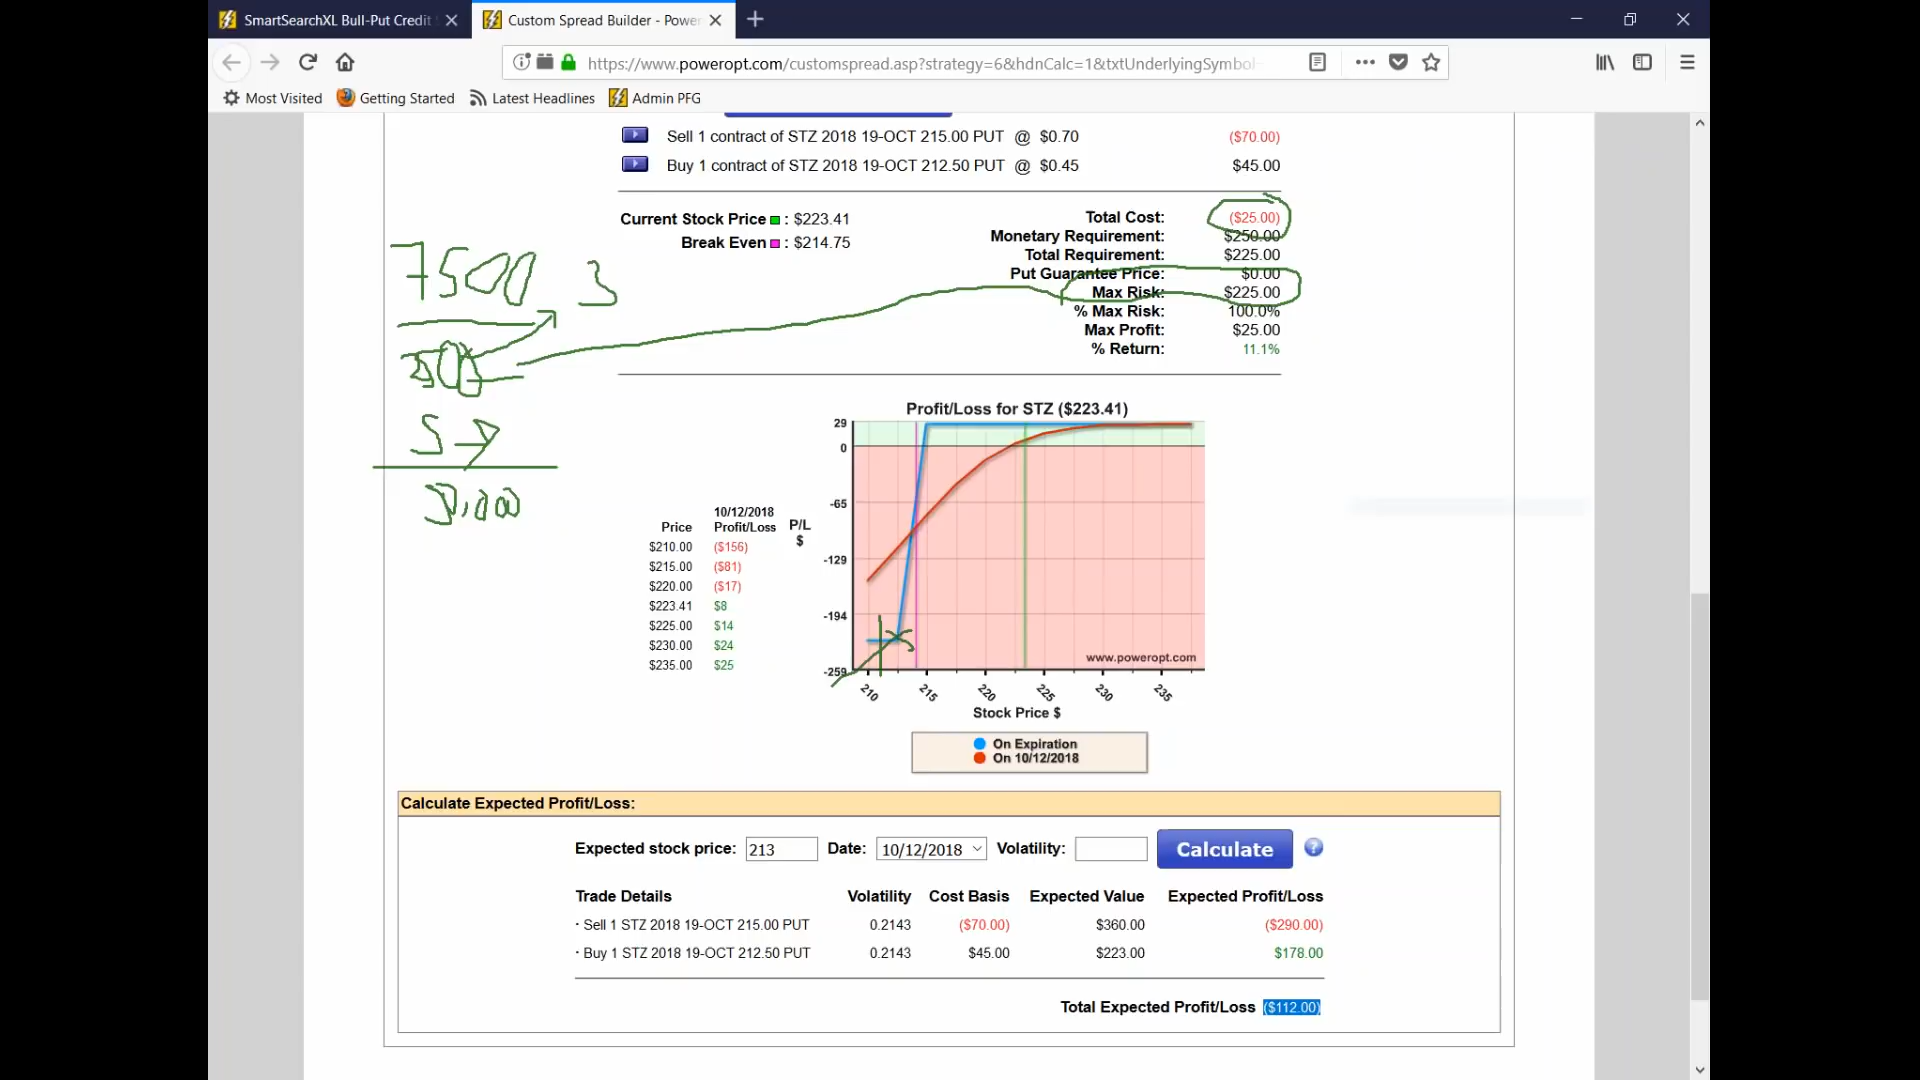 SmartSearchXL Bull-Put Credit
Custom Spread Builder - Power
https://www.poweropt.com/customspread.asp?strategy=6&hdnCalc=1&txtUnderlyingSymbol=
Most Visited Getting Started Latest Headlines Admin PFG
Sell 1 contract of STZ 2018 19-OCT 215.00 PUT @ $0.70 ($70.00)
Buy 1 contract of STZ 2018 19-OCT 212.50 PUT @ $0.45 $45.00
Current Stock Price : $223.41
Break Even : $214.75
Total Cost: ($25.00)
Monetary Requirement: $250.00
Total Requirement: $225.00
Put Guarantee Price: $0.00
Max Risk: $225.00
% Max Risk: 100.0%
Max Profit: $25.00
% Return: 11.1%
7500 3
Profit/Loss for STZ ($223.41)
29
0
-65
-129
-194
-259
P/L
$
210 215 220 225 230 235
Stock Price $
www.poweropt.com
On Expiration
On 10/12/2018
10/12/2018
Price Profit/Loss
$210.00 ($156)
$215.00 ($81)
$220.00 ($17)
$223.41 $8
$225.00 $14
$230.00 $24
$235.00 $25
Calculate Expected Profit/Loss:
Expected stock price: 213 Date: 10/12/2018 Volatility: Calculate ?
Trade Details Volatility Cost Basis Expected Value Expected Profit/Loss
· Sell 1 STZ 2018 19-OCT 215.00 PUT 0.2143 ($70.00) $360.00 ($290.00)
· Buy 1 STZ 2018 19-OCT 212.50 PUT 0.2143 $45.00 $223.00 $178.00
Total Expected Profit/Loss ($112.00)